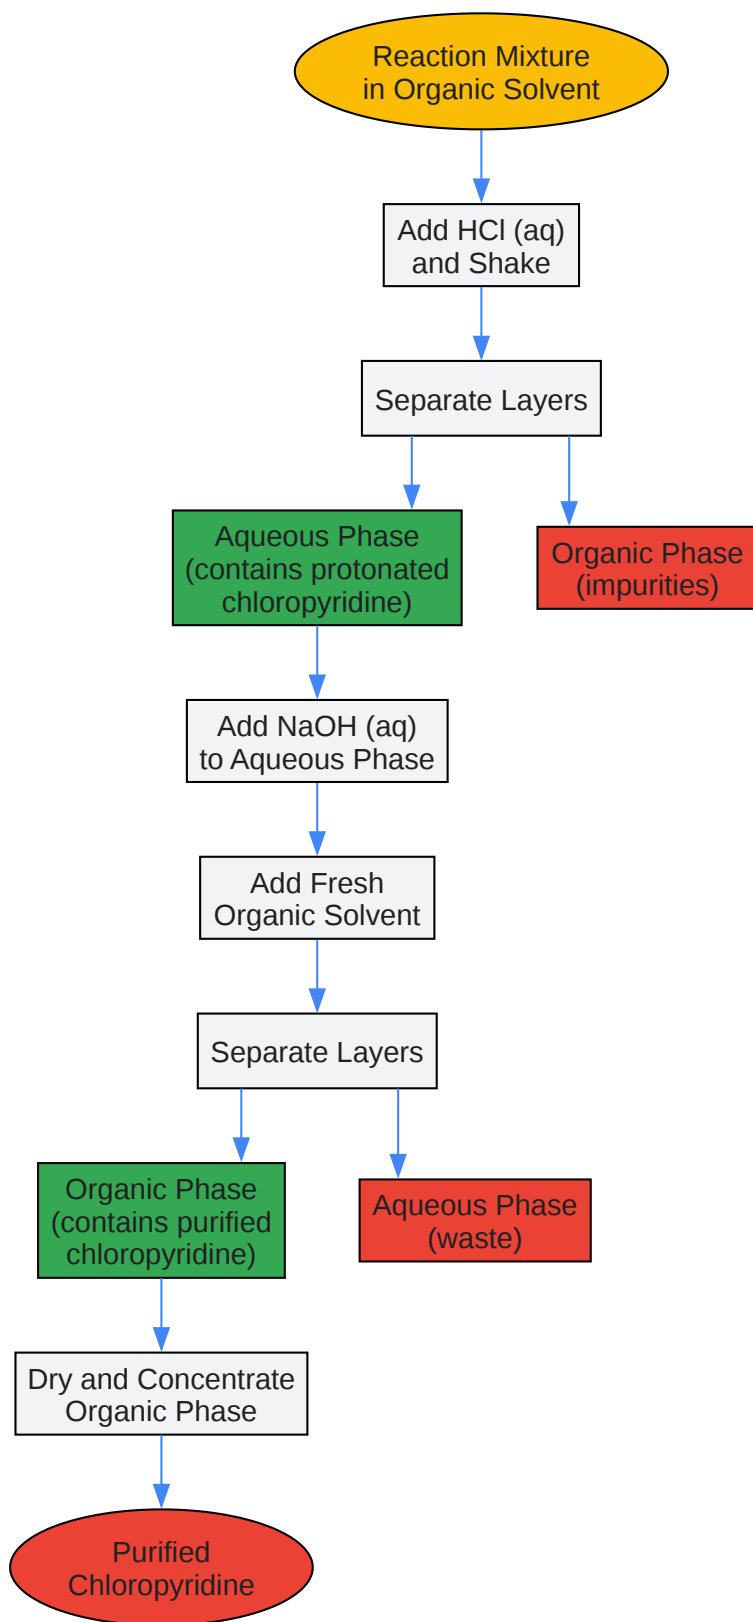 Reaction Mixture
in Organic Solvent
Add HCl (aq)
and Shake
Separate Layers
Aqueous Phase
(contains protonated
chloropyridine)
Organic Phase
(impurities)
Add NaOH (aq)
to Aqueous Phase
Add Fresh
Organic Solvent
Separate Layers
Organic Phase
(contains purified
chloropyridine)
Aqueous Phase
(waste)
Dry and Concentrate
Organic Phase
Purified
Chloropyridine